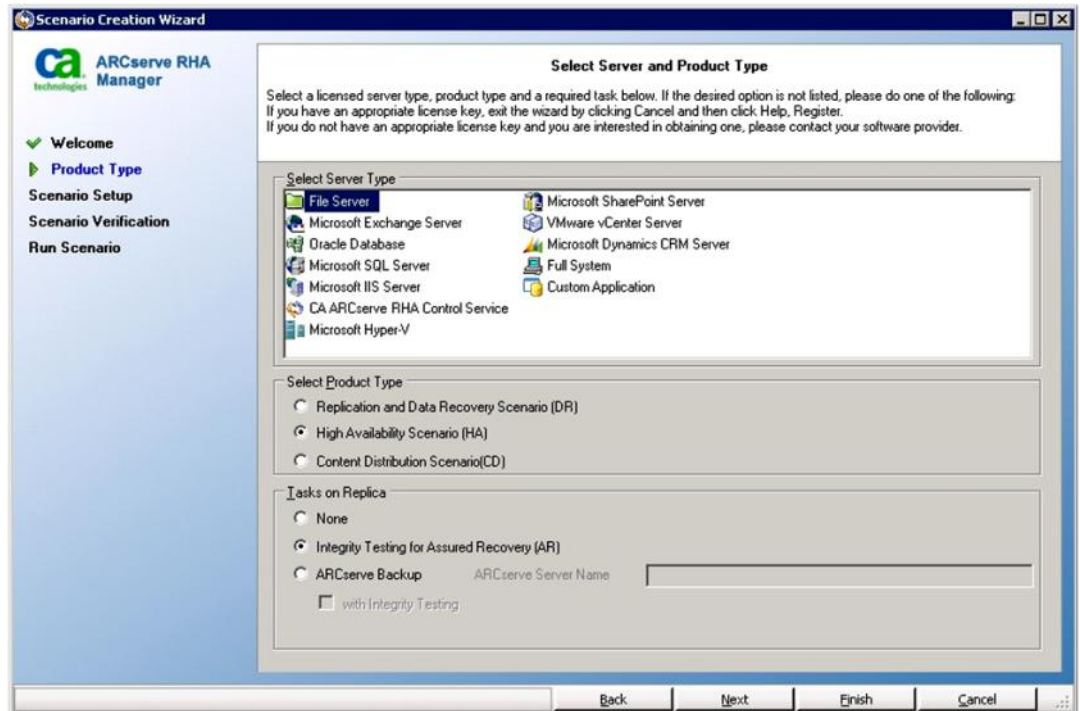 Scenario Creation Wizard
ca
technologies
ARCserve RHA
Manager
Welcome
Product Type
Scenario Setup
Scenario Verification
Run Scenario
Select Server and Product Type
Select a licensed server type, product type and a required task below. If the desired option is not listed, please do one of the following:
If you have an appropriate license key, exit the wizard by clicking Cancel and then click Help, Register.
If you do not have an appropriate license key and you are interested in obtaining one, please contact your software provider.
Select Server Type
File Server
Microsoft Exchange Server
Oracle Database
Microsoft SQL Server
Microsoft IIS Server
CA ARCserve RHA Control Service
Microsoft Hyper-V
Microsoft SharePoint Server
VMware vCenter Server
Microsoft Dynamics CRM Server
Full System
Custom Application
Select Product Type
Replication and Data Recovery Scenario (DR)
High Availability Scenario (HA)
Content Distribution Scenario(CD)
Tasks on Replica
None
Integrity Testing for Assured Recovery (AR)
ARCserve Backup ARCserve Server Name
with Integrity Testing
Back Next Finish Cancel